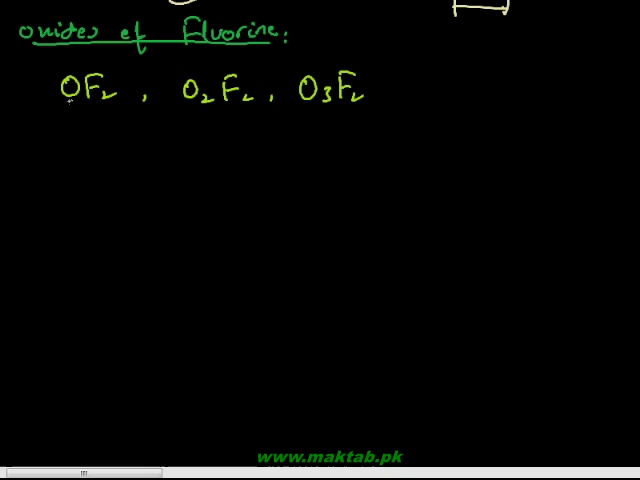 oxides of Fluorine:
OF₂, O₂F₂, O₃F₂
www.maktab.pk